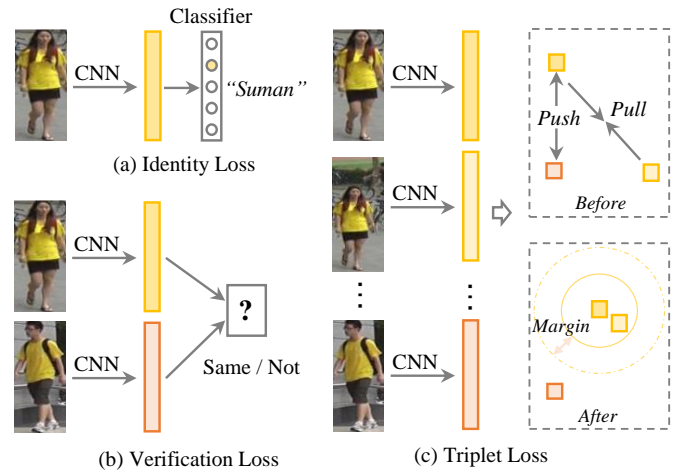 Classifier
CNN
“Suman”
(a) Identity Loss
CNN
CNN
?
Same / Not
(b) Verification Loss
CNN
CNN
CNN
(c) Triplet Loss
Push
Pull
Before
Margin
After